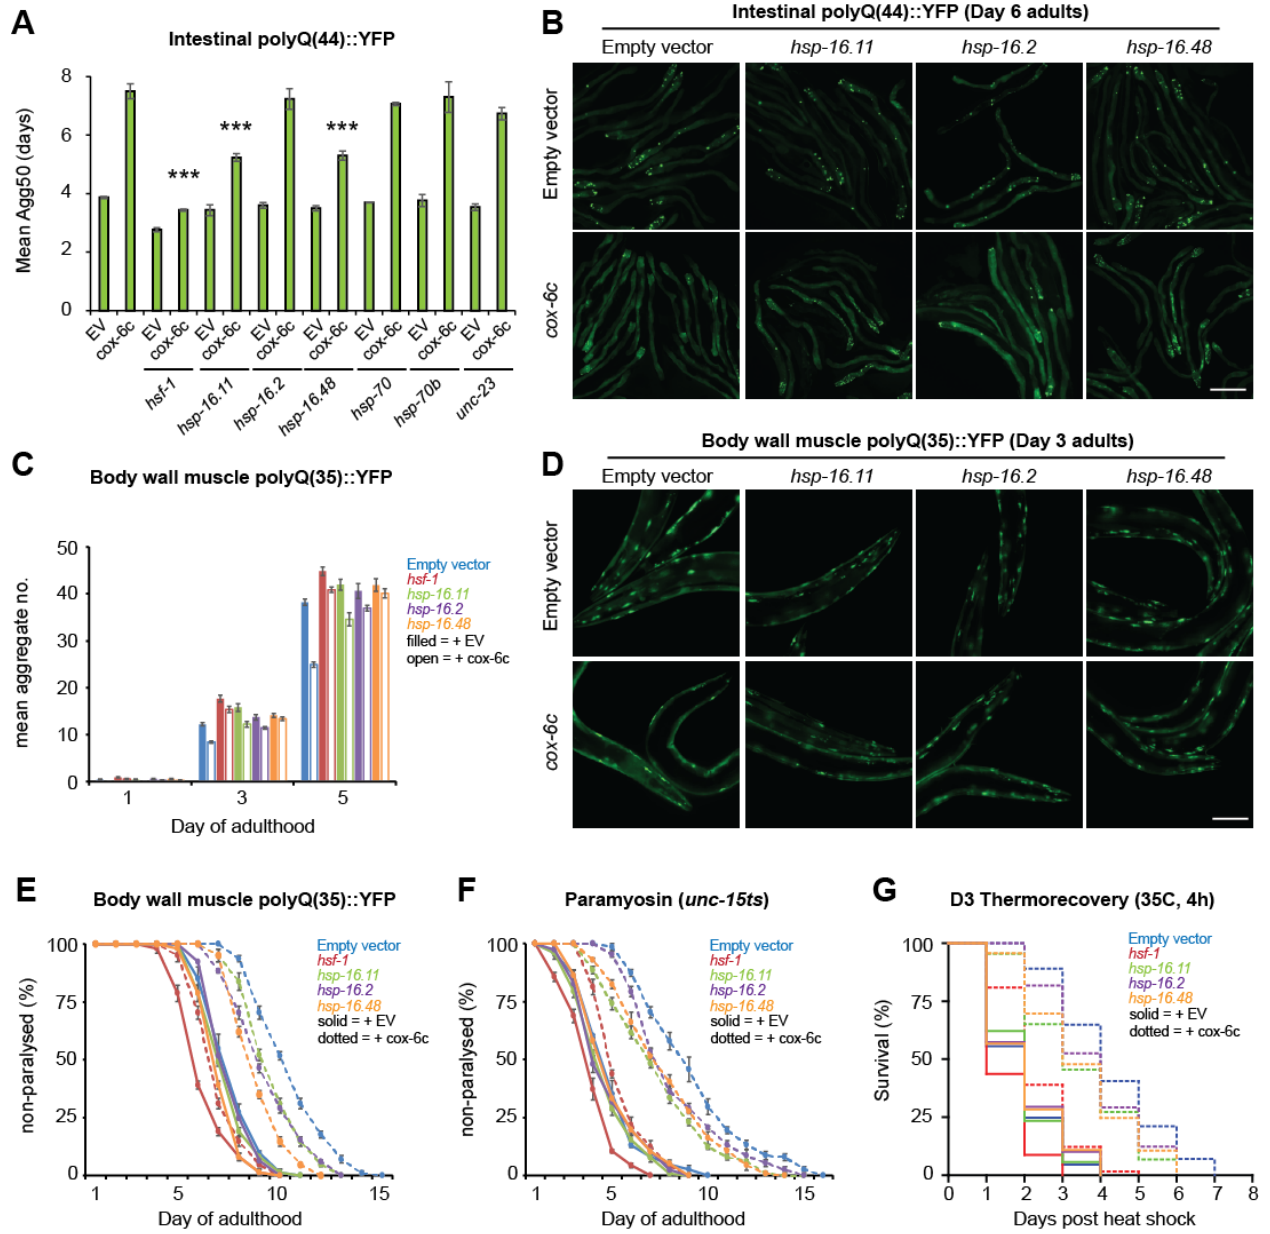 A
Intestinal polyQ(44)::YFP
Mean Agg50 (days)
8
6
4
2
0
***
***
***
EV
cox-6c
EV
cox-6c
EV
cox-6c
EV
cox-6c
EV
cox-6c
EV
cox-6c
EV
cox-6c
EV
cox-6c
hsf-1
hsp-16.11
hsp-16.2
hsp-16.48
hsp-70
hsp-70b
unc-23
B
Intestinal polyQ(44)::YFP (Day 6 adults)
Empty vector hsp-16.11 hsp-16.2 hsp-16.48
Empty vector
cox-6c
C
Body wall muscle polyQ(35)::YFP
mean aggregate no.
50
40
30
20
10
0
1 3 5
Day of adulthood
Empty vector
hsf-1
hsp-16.11
hsp-16.2
hsp-16.48
filled = + EV
open = + cox-6c
D
Body wall muscle polyQ(35)::YFP (Day 3 adults)
Empty vector hsp-16.11 hsp-16.2 hsp-16.48
Empty vector
cox-6c
E
Body wall muscle polyQ(35)::YFP
non-paralysed (%)
100
75
50
25
0
1 5 10 15
Day of adulthood
Empty vector
hsf-1
hsp-16.11
hsp-16.2
hsp-16.48
solid = + EV
dotted = + cox-6c
F
Paramyosin (unc-15ts)
non-paralysed (%)
100
75
50
25
0
1 5 10 15
Day of adulthood
Empty vector
hsf-1
hsp-16.11
hsp-16.2
hsp-16.48
solid = + EV
dotted = + cox-6c
G
D3 Thermorecovery (35C, 4h)
Survival (%)
100
75
50
25
0
0 1 2 3 4 5 6 7 8
Days post heat shock
Empty vector
hsf-1
hsp-16.11
hsp-16.2
hsp-16.48
solid = + EV
dotted = + cox-6c